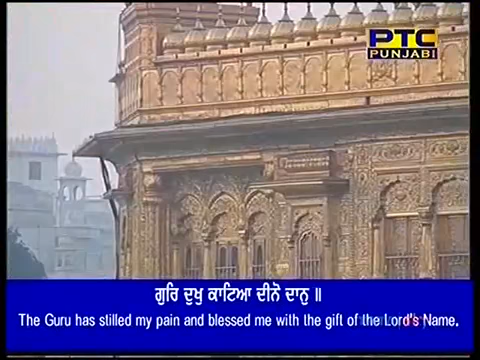 PTC
PUNJABI
ਗੁਰਿ ਦੁਖੁ ਕਾਟਿਆ ਦੀਨੋ ਦਾਨੁ ॥
The Guru has stilled my pain and blessed me with the gift of the Lord's Name.